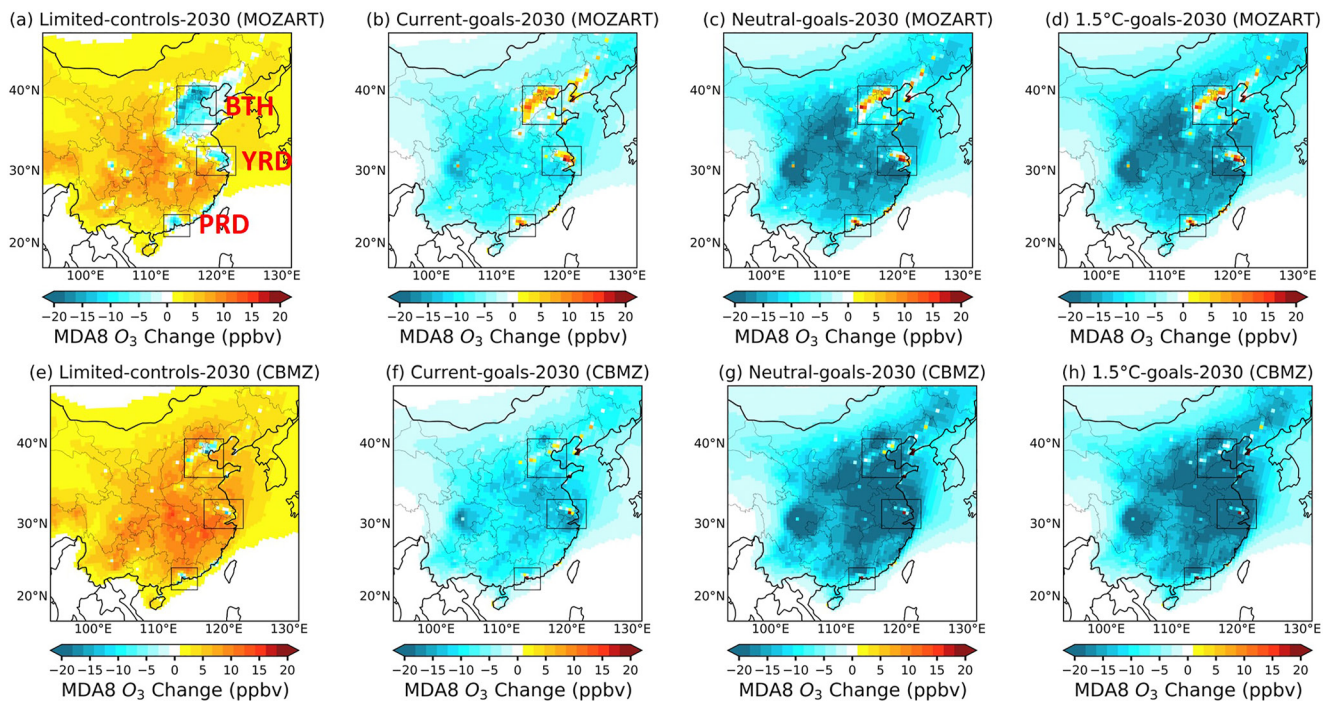 (a) Limited-controls-2030 (MOZART)
(b) Current-goals-2030 (MOZART)
(c) Neutral-goals-2030 (MOZART)
(d) 1.5°C-goals-2030 (MOZART)
40°N
30°N
20°N
BTH
YRD
PRD
40°N
30°N
20°N
40°N
30°N
20°N
40°N
30°N
20°N
100°E 110°E 120°E 130°E
100°E 110°E 120°E 130°E
100°E 110°E 120°E 130°E
100°E 110°E 120°E 130°E
−20 −15 −10 −5 0 5 10 15 20
−20 −15 −10 −5 0 5 10 15 20
−20 −15 −10 −5 0 5 10 15 20
−20 −15 −10 −5 0 5 10 15 20
MDA8 O₃ Change (ppbv)
MDA8 O₃ Change (ppbv)
MDA8 O₃ Change (ppbv)
MDA8 O₃ Change (ppbv)
(e) Limited-controls-2030 (CBMZ)
(f) Current-goals-2030 (CBMZ)
(g) Neutral-goals-2030 (CBMZ)
(h) 1.5°C-goals-2030 (CBMZ)
40°N
30°N
20°N
40°N
30°N
20°N
40°N
30°N
20°N
40°N
30°N
20°N
100°E 110°E 120°E 130°E
100°E 110°E 120°E 130°E
100°E 110°E 120°E 130°E
100°E 110°E 120°E 130°E
−20 −15 −10 −5 0 5 10 15 20
−20 −15 −10 −5 0 5 10 15 20
−20 −15 −10 −5 0 5 10 15 20
−20 −15 −10 −5 0 5 10 15 20
MDA8 O₃ Change (ppbv)
MDA8 O₃ Change (ppbv)
MDA8 O₃ Change (ppbv)
MDA8 O₃ Change (ppbv)